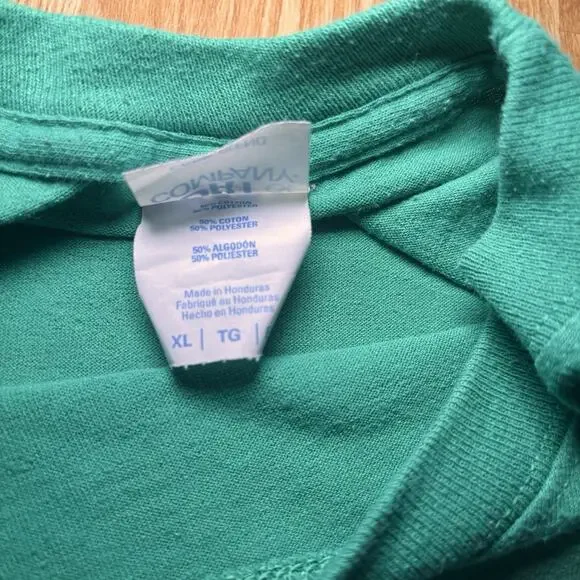 COMPANY
50% COTTON
50% POLYESTER
50% COTON
50% POLYESTER
50% ALGODÓN
50% POLIÉSTER
Made in Honduras
Fabriqué au Honduras
Hecho en Honduras
XL | TG |